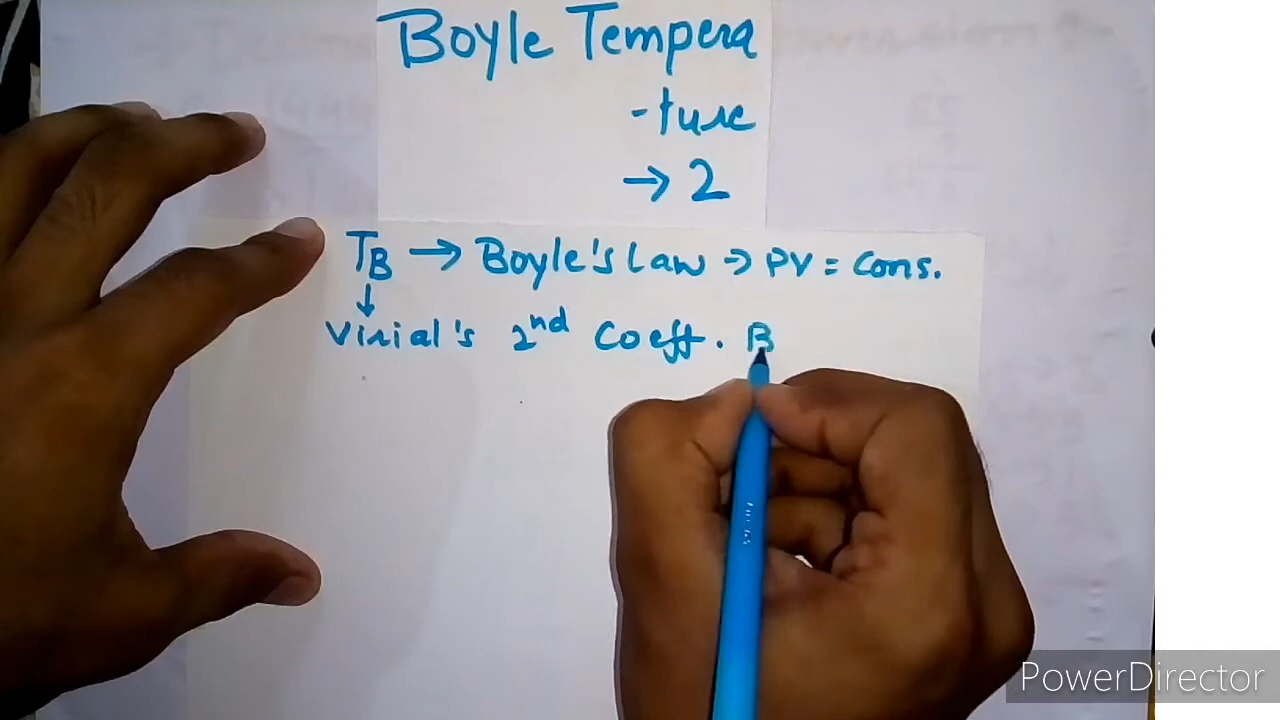 Boyle Tempera
-ture
→ 2
TB → Boyle's Law → PV = Cons.
↓
Virial's 2nd Coeff. B
PowerDirector